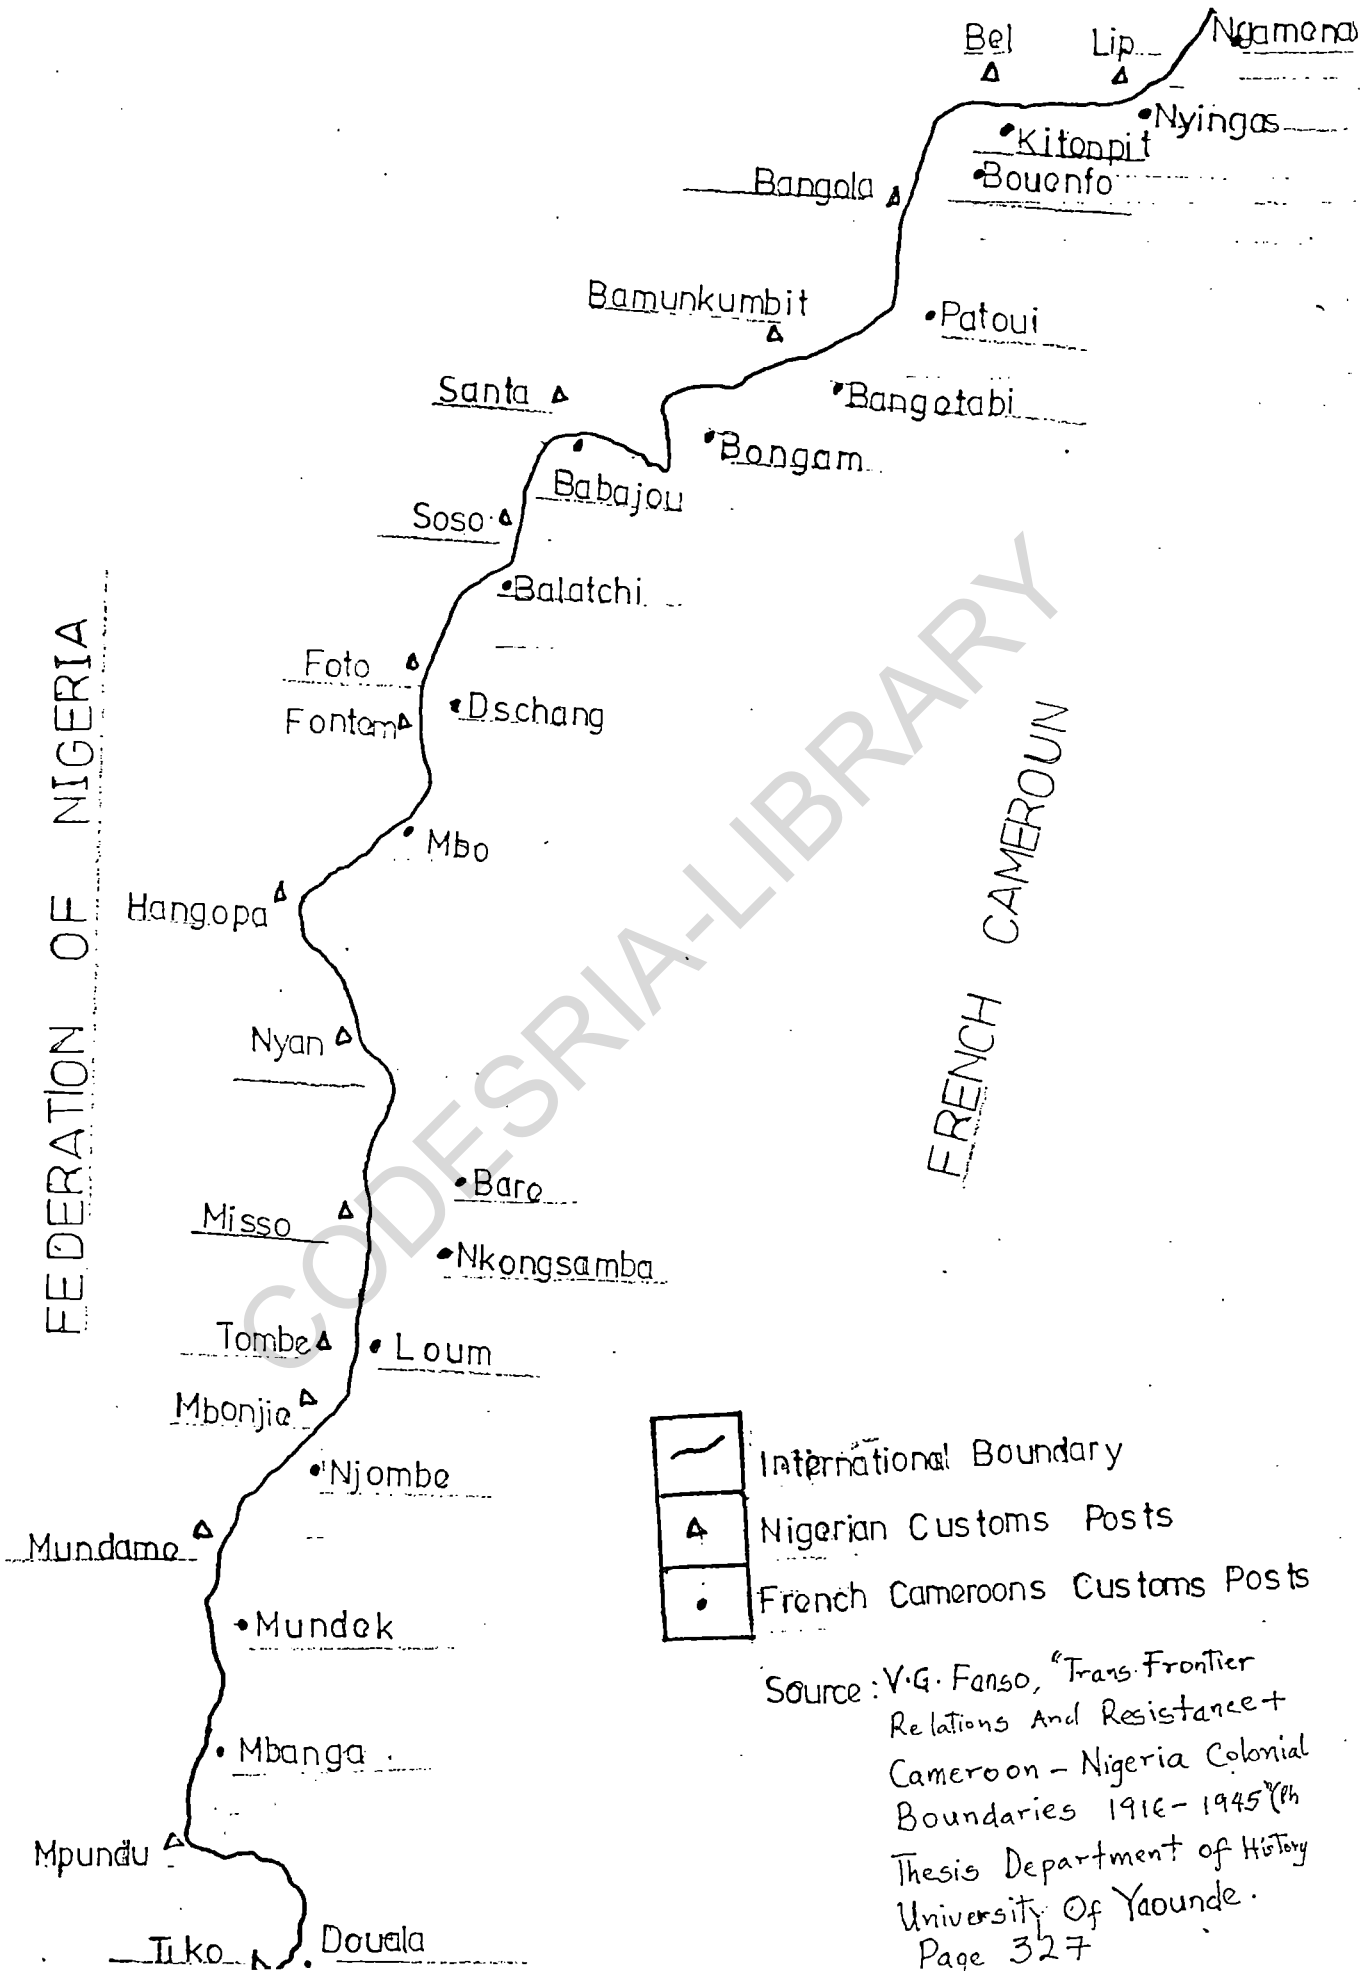 Bel
Lip
Ngamena
Nyingas
Kitonpit
Bouenfo
Bangola
Bamunkumbit
Patoui
Santa
Bangetabi
Bongam
Babajou
Soso
Balatchi
Foto
Dschang
Fontem
Mbo
Hangopa
Nyan
Bare
Misso
Nkongsamba
Tombe
Loum
Mbonjie
Njombe
Mundame
Mundek
Mbanga
Mpundu
Tiko
Douala
FEDERATION OF NIGERIA
FRENCH CAMEROUN
CODESRIA-LIBRARY
International Boundary
Nigerian Customs Posts
French Cameroons Customs Posts
Source: V.G. Fanso, "Trans-Frontier
Relations And Resistance +
Cameroon - Nigeria Colonial
Boundaries 1916 - 1945" (Ph
Thesis Department of History
University Of Yaounde.
Page 327